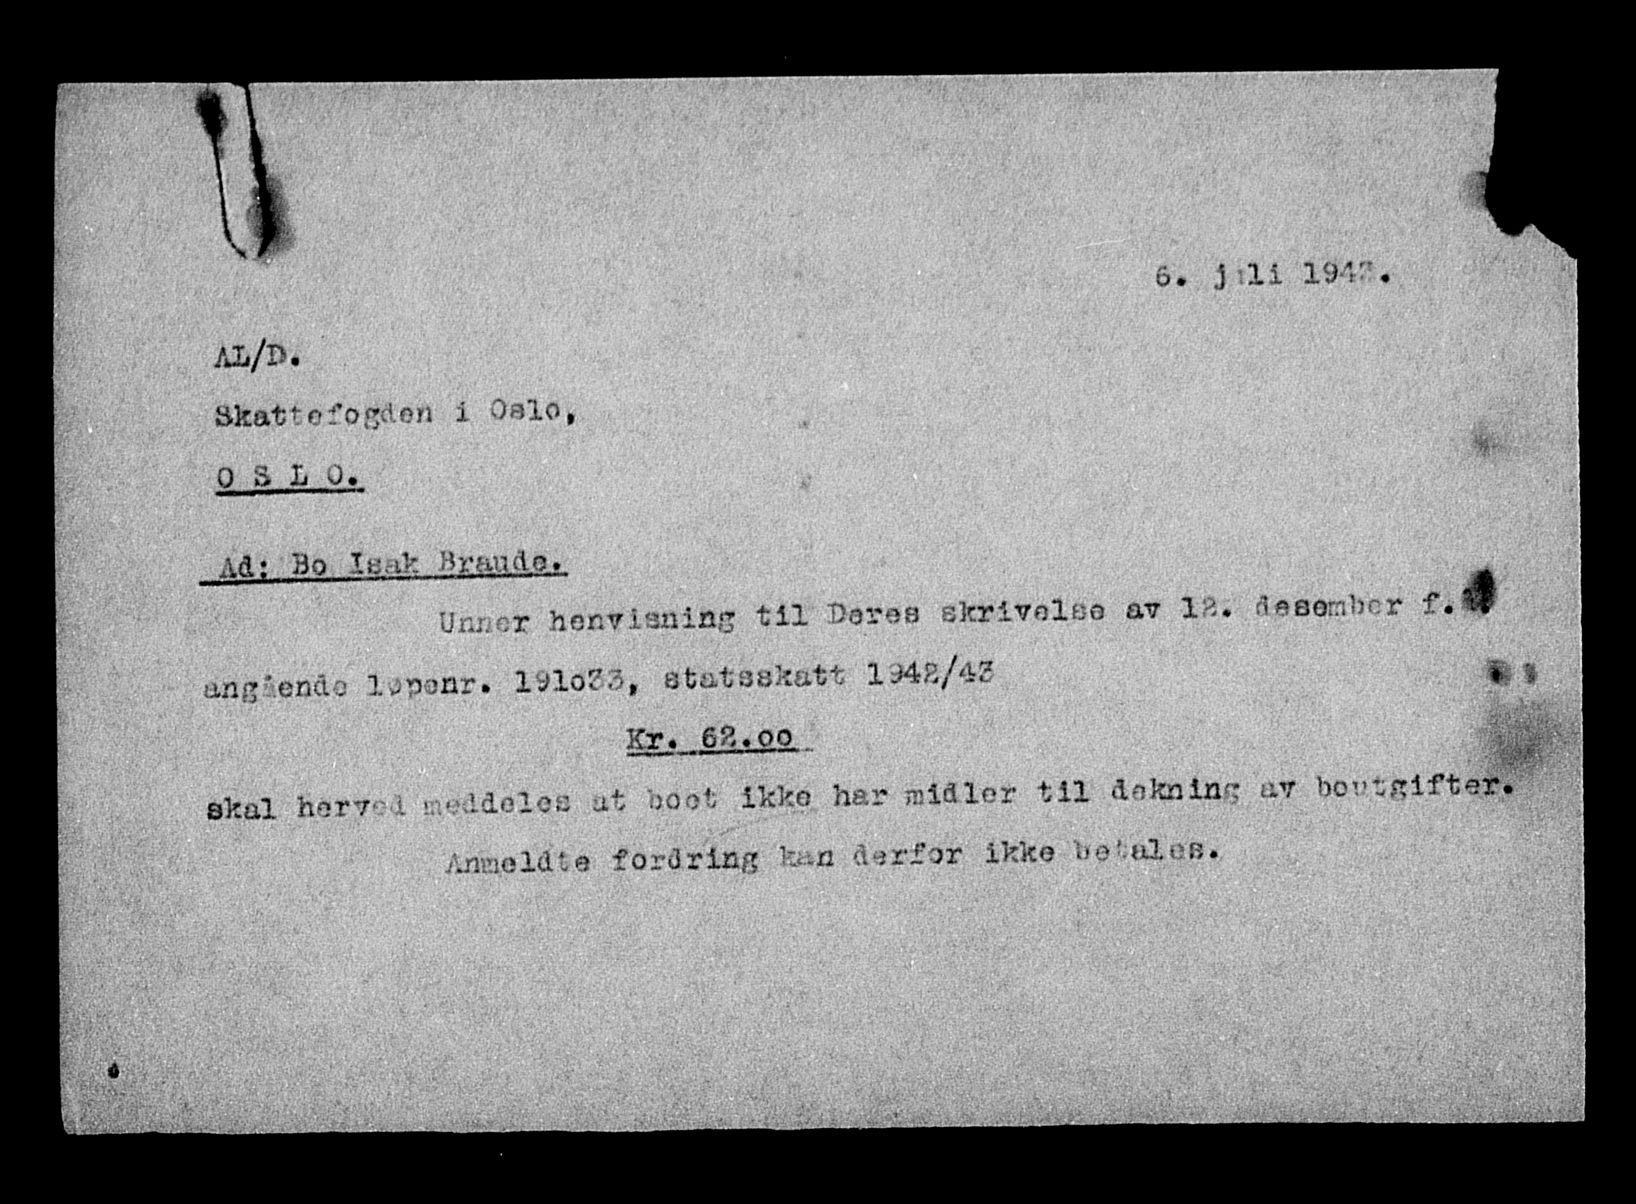 6. juli 1943.
AL/D.
Skattefogden i Oslo,
O S L O.
Ad: Bo Isak Braude.
Unner henvisning til Deres skrivelse av 12. desember f.å.
angående løpenr. 191o33, statsskatt 1942/43
Kr. 62.oo
skal herved meddeles at boet ikke har midler til dekning av boutgifter.
Anmeldte fordring kan derfor ikke betales.